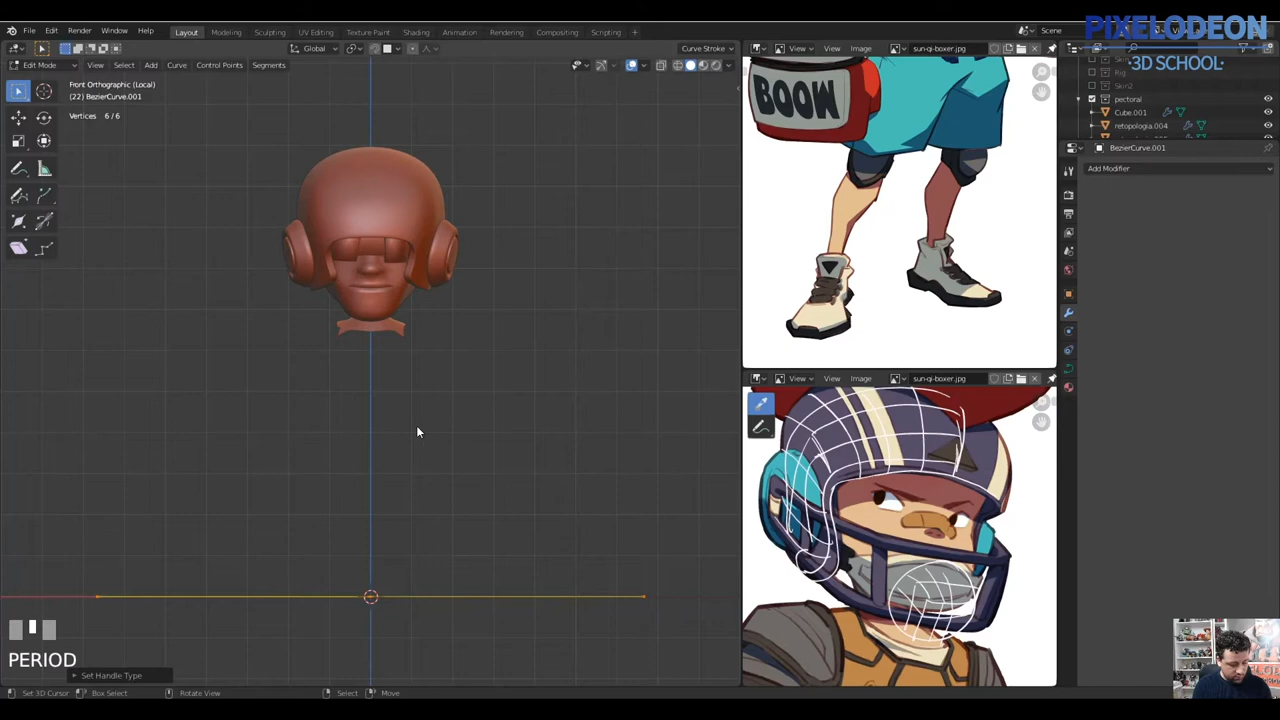 File Edit Render Window Help Layout Modeling Sculpting UV Editing Texture Paint Shading Animation Rendering Compositing Scripting + Scene
PIXELODEON
·3D SCHOOL·
Global Curve Stroke View Image sun-qi-boxer.jpg
Edit Mode View Select Add Curve Control Points Segments
Front Orthographic (Local)
(22) BezierCurve.001
Vertices 6 / 6
Rig
Skin2
pectoral
Cube.001
retopologia.004
BezierCurve.001
Add Modifier
BOOW
View View Image sun-qi-boxer.jpg
PERIOD
Set Handle Type
Set 3D Cursor Box Select Rotate View Select Move